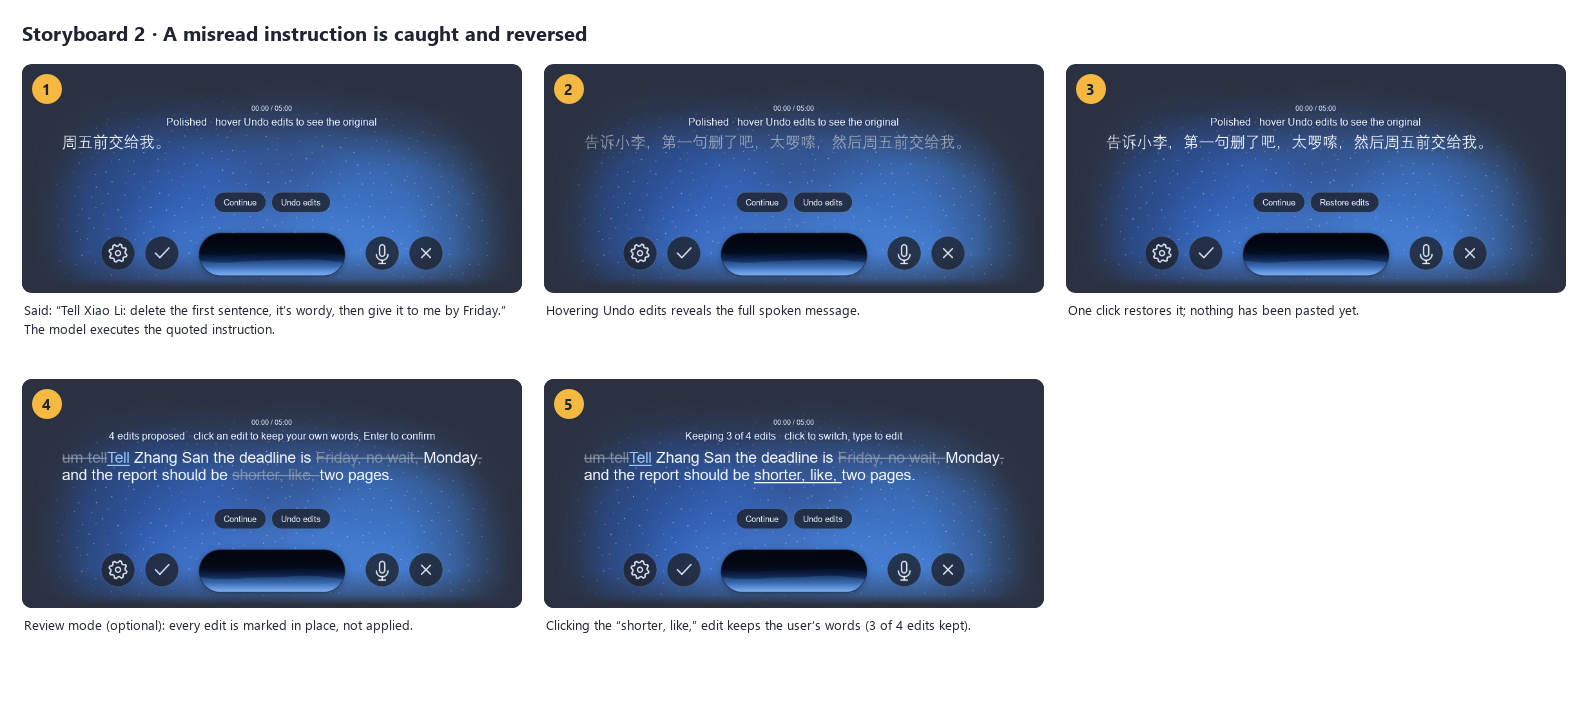 Storyboard 2 · A misread instruction is caught and reversed
1
00:00 / 05:00
Polished · hover Undo edits to see the original
周五前交给我。
Continue
Undo edits
Said: “Tell Xiao Li: delete the first sentence, it’s wordy, then give it to me by Friday.”
The model executes the quoted instruction.
2
00:00 / 05:00
Polished · hover Undo edits to see the original
告诉小李，第一句删了吧，太啰嗦，然后周五前交给我。
Continue
Undo edits
Hovering Undo edits reveals the full spoken message.
3
00:00 / 05:00
Polished · hover Undo edits to see the original
告诉小李，第一句删了吧，太啰嗦，然后周五前交给我。
Continue
Restore edits
One click restores it; nothing has been pasted yet.
4
00:00 / 05:00
4 edits proposed · click an edit to keep your own words, Enter to confirm
um tellTell Zhang San the deadline is Friday, no wait, Monday,
and the report should be shorter, like, two pages.
Continue
Undo edits
Review mode (optional): every edit is marked in place, not applied.
5
00:00 / 05:00
Keeping 3 of 4 edits · click to switch, type to edit
um tellTell Zhang San the deadline is Friday, no wait, Monday,
and the report should be shorter, like, two pages.
Continue
Undo edits
Clicking the “shorter, like,” edit keeps the user’s words (3 of 4 edits kept).